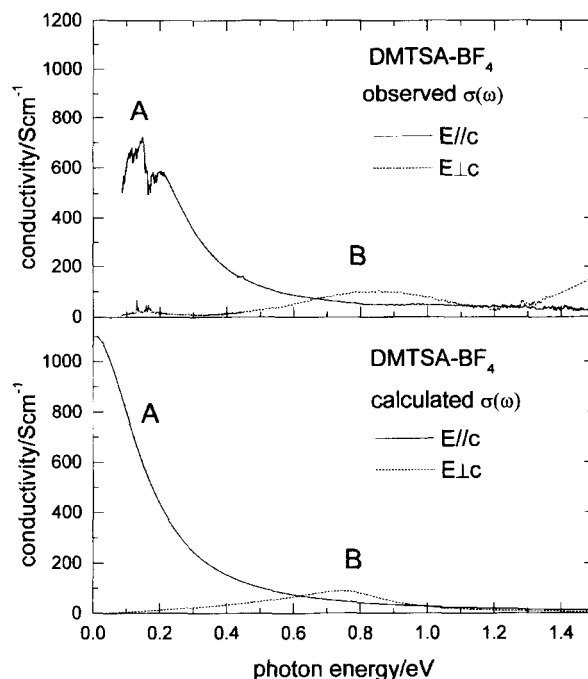 1200
1000
800
600
400
200
0
conductivity/Scm⁻¹
A
B
DMTSA-BF₄
observed σ(ω)
E//c
E⊥c
1000
800
600
400
200
0
conductivity/Scm⁻¹
A
B
DMTSA-BF₄
calculated σ(ω)
E//c
E⊥c
0.0 0.2 0.4 0.6 0.8 1.0 1.2 1.4
photon energy/eV